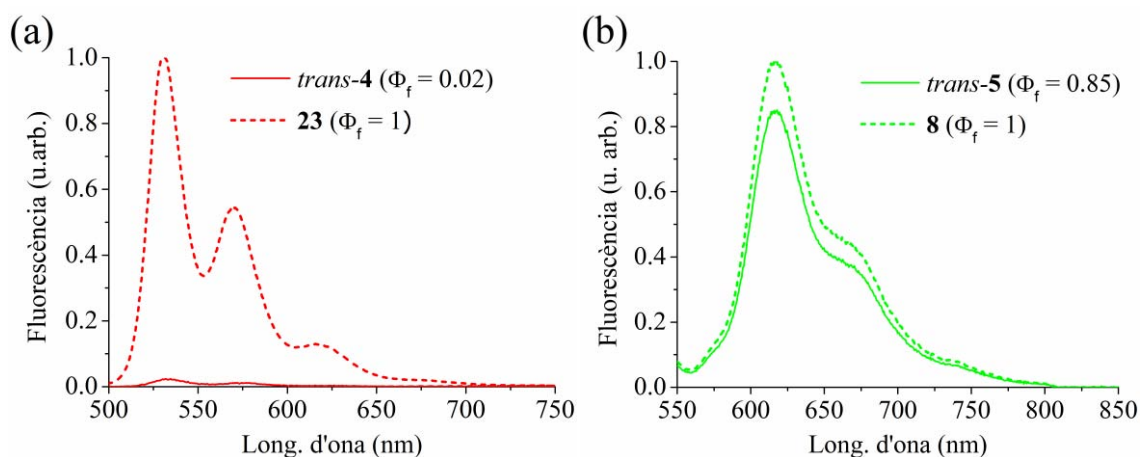 (a)
Fluorescència (u.arb.)
1.0
0.8
0.6
0.4
0.2
0.0
trans-4 (Φf = 0.02)
23 (Φf = 1)
500 550 600 650 700 750
Long. d'ona (nm)
(b)
Fluorescència (u. arb.)
1.0
0.8
0.6
0.4
0.2
0.0
trans-5 (Φf = 0.85)
8 (Φf = 1)
550 600 650 700 750 800 850
Long. d'ona (nm)